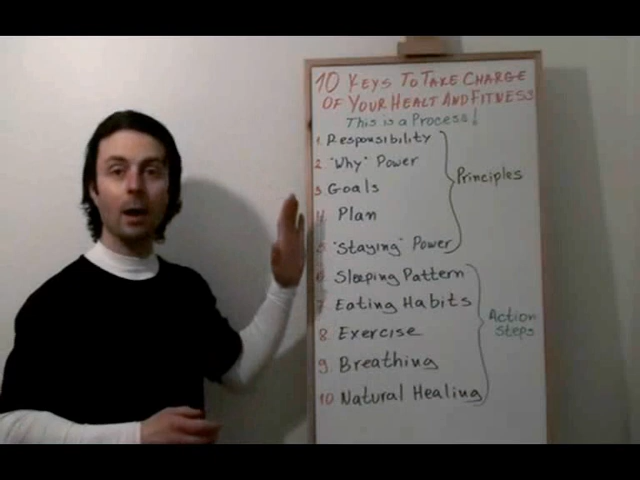 10 KEYS TO TAKE CHARGE
OF YOUR HEALT AND FITNESS
This is a Process!
1. Responsibility
2. "Why" Power
3. Goals
4. Plan
5. "Staying" Power
Principles
6. Sleeping Pattern
7. Eating Habits
8. Exercise
9. Breathing
10 Natural Healing
Action
Steps